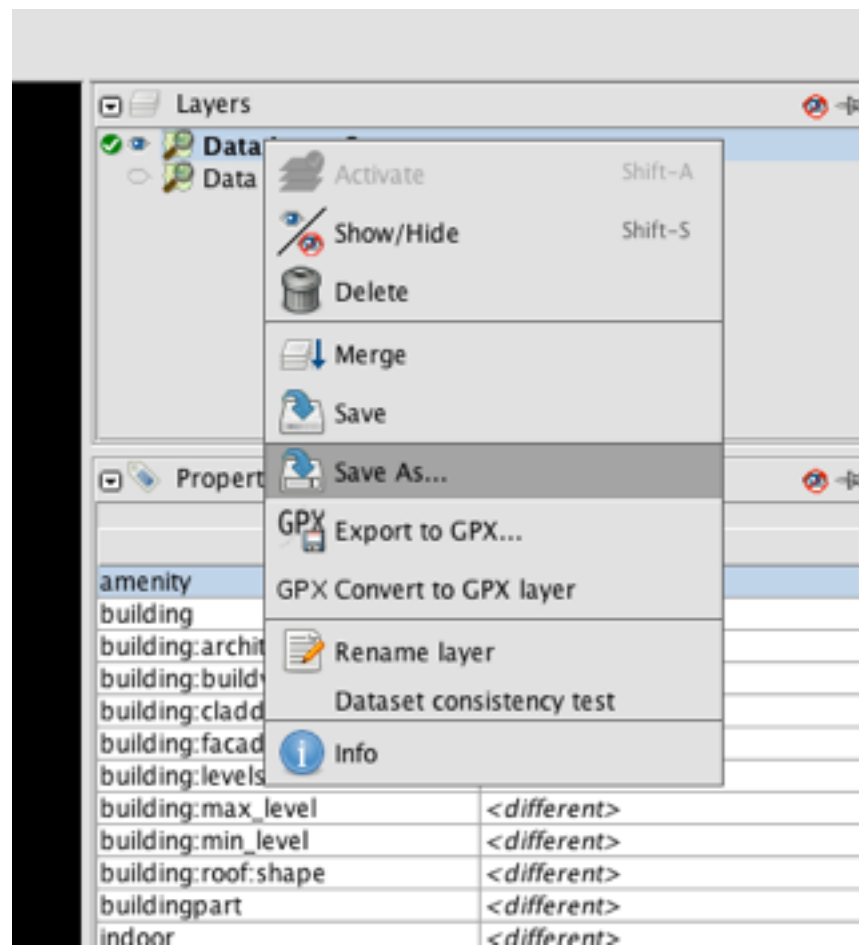 Layers
Data
Data
Activate Shift-A
Show/Hide Shift-S
Delete
Merge
Save
Propert
Save As...
GPX Export to GPX...
GPX Convert to GPX layer
Rename layer
Dataset consistency test
Info
amenity
building
building:archit
building:build
building:cladd
building:facad
building:levels
building:max_level <different>
building:min_level <different>
building:roof:shape <different>
buildingpart <different>
indoor <different>